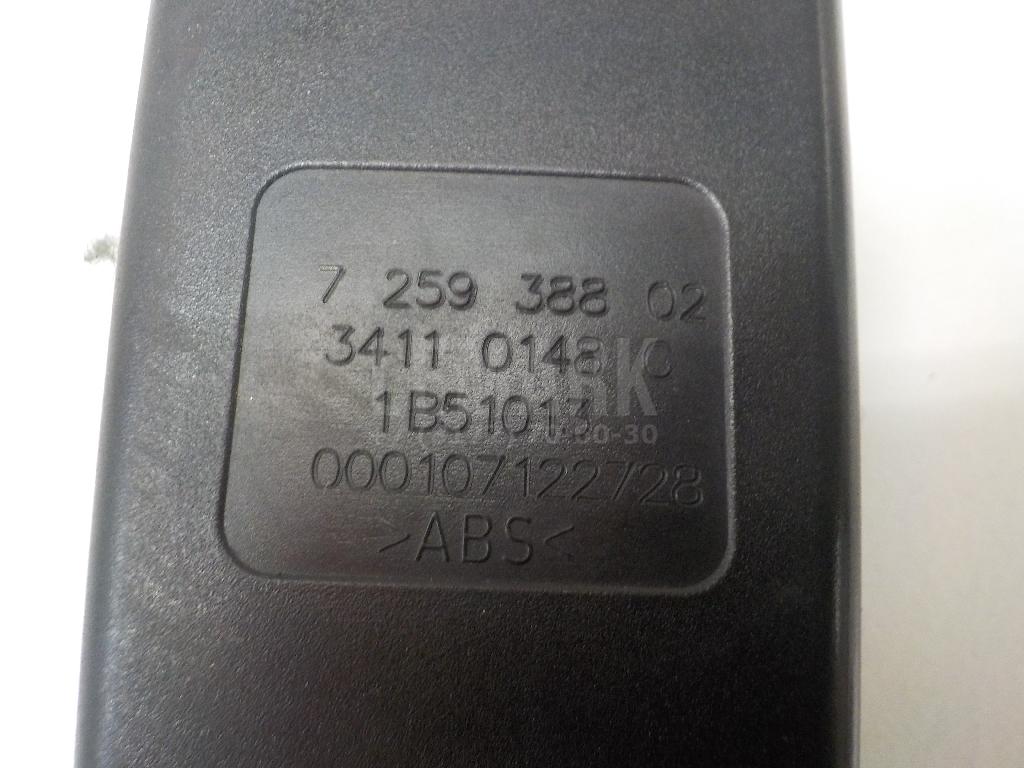 7 259 388 02
3411 0148 C
1B51013
000107122728
>ABS<